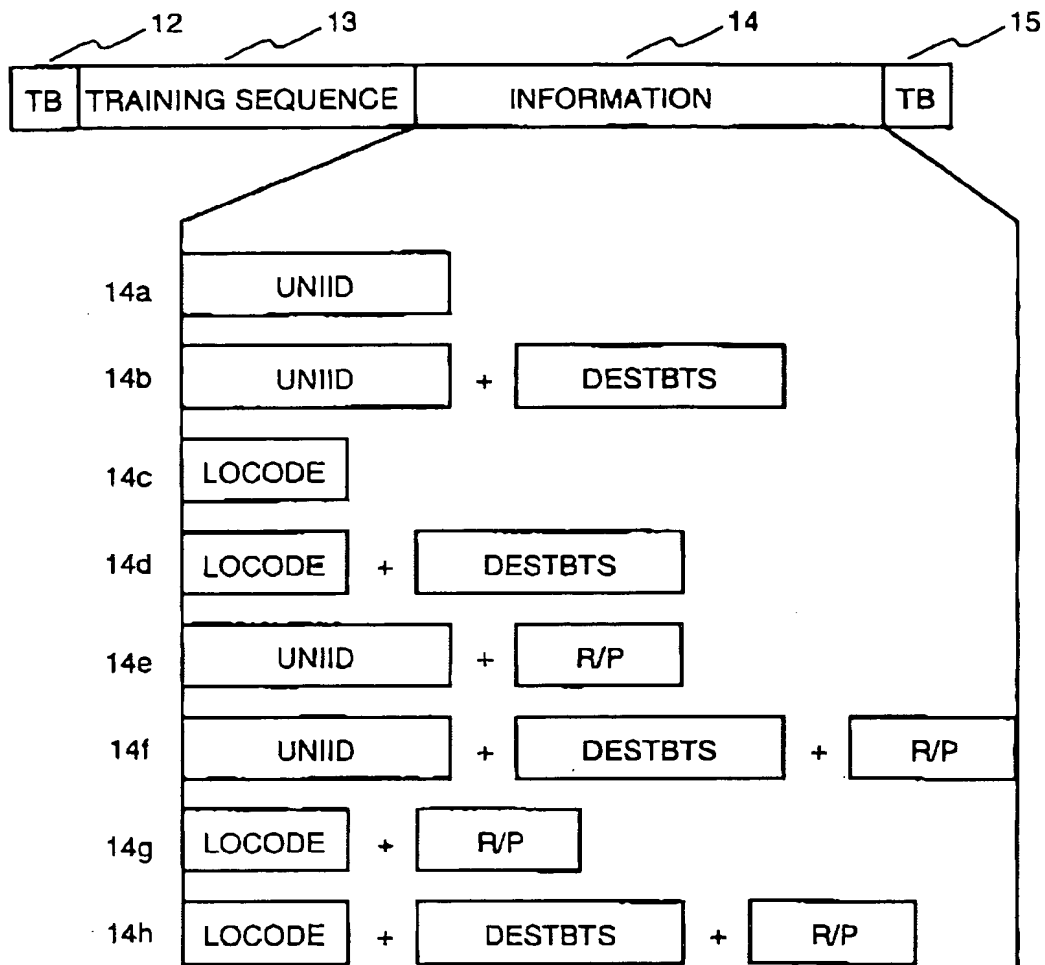 12 13 14 15
TB TRAINING SEQUENCE INFORMATION TB
14a UNIID
14b UNIID + DESTBTS
14c LOCODE
14d LOCODE + DESTBTS
14e UNIID + R/P
14f UNIID + DESTBTS + R/P
14g LOCODE + R/P
14h LOCODE + DESTBTS + R/P